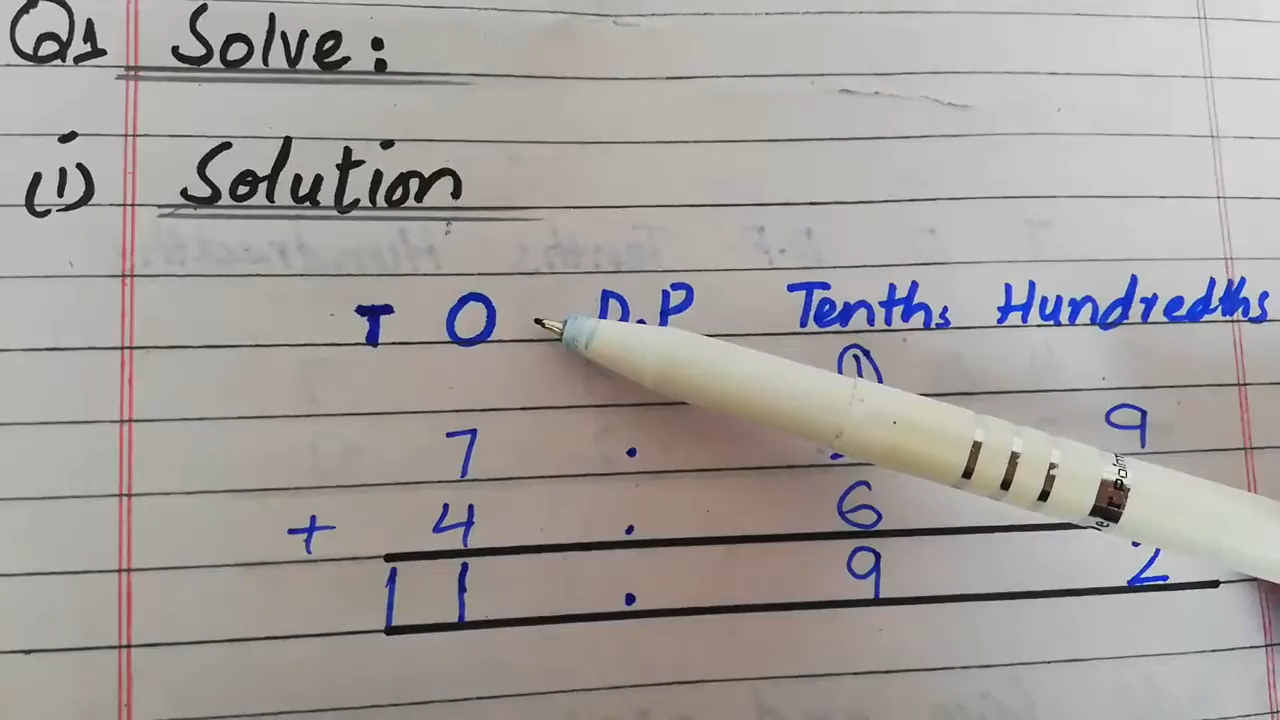 Q1 Solve:
(i) Solution
T O D.P Tenths Hundredths
1
7 . 9
+ 4 . 6
11 . 9 2